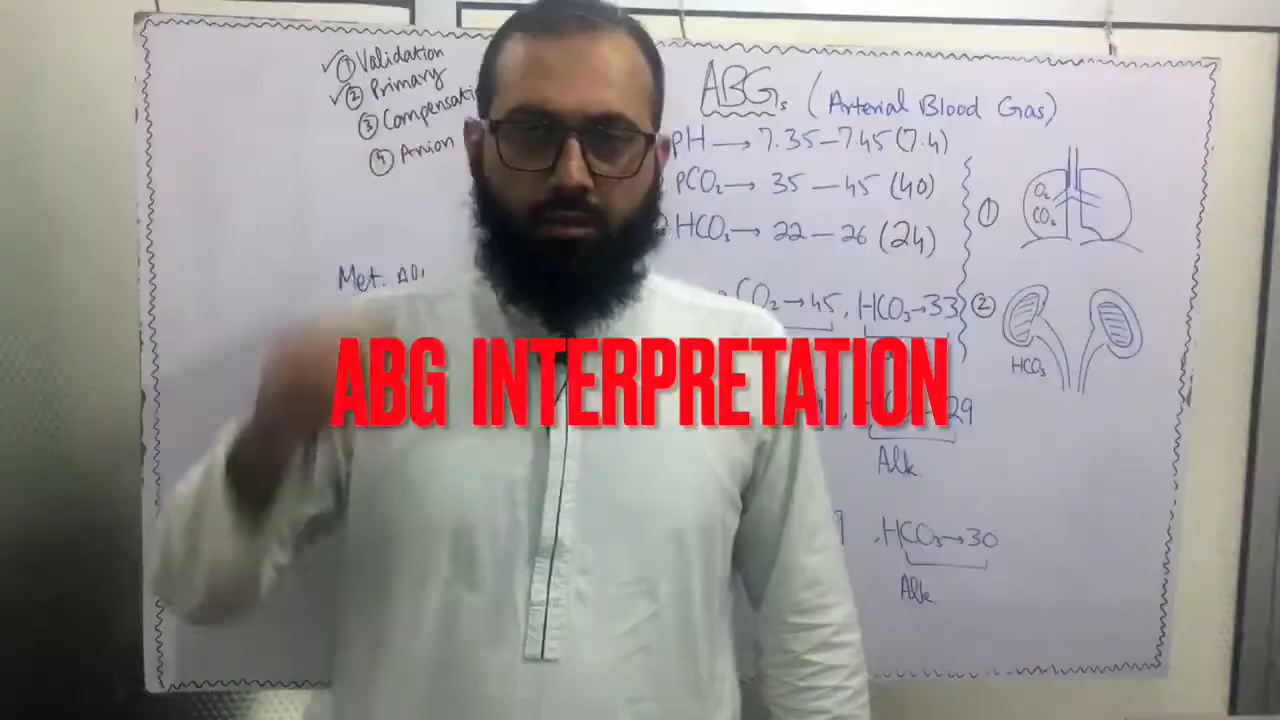 ① Validation
② Primary
③ Compensati
④ Anion
Met.
ABGs (Arterial Blood Gas)
pH → 7.35 – 7.45 (7.4)
pCO₂ → 35 – 45 (40)
HCO₃ → 22 – 26 (24)
CO₂ → 45, HCO₃ → 33
29
Alk
HCO₃ → 30
Alk
①
O₂
CO₂
②
HCO₃
ABG INTERPRETATION